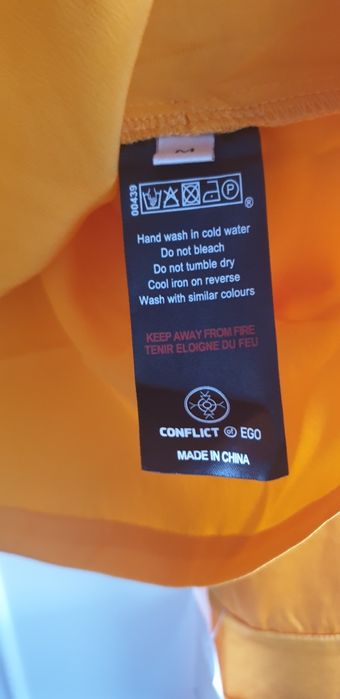 M
00439
P
®
Hand wash in cold water
Do not bleach
Do not tumble dry
Cool iron on reverse
Wash with similar colours
KEEP AWAY FROM FIRE
TENIR ELOIGNE DU FEU
CONFLICT of EGO
MADE IN CHINA